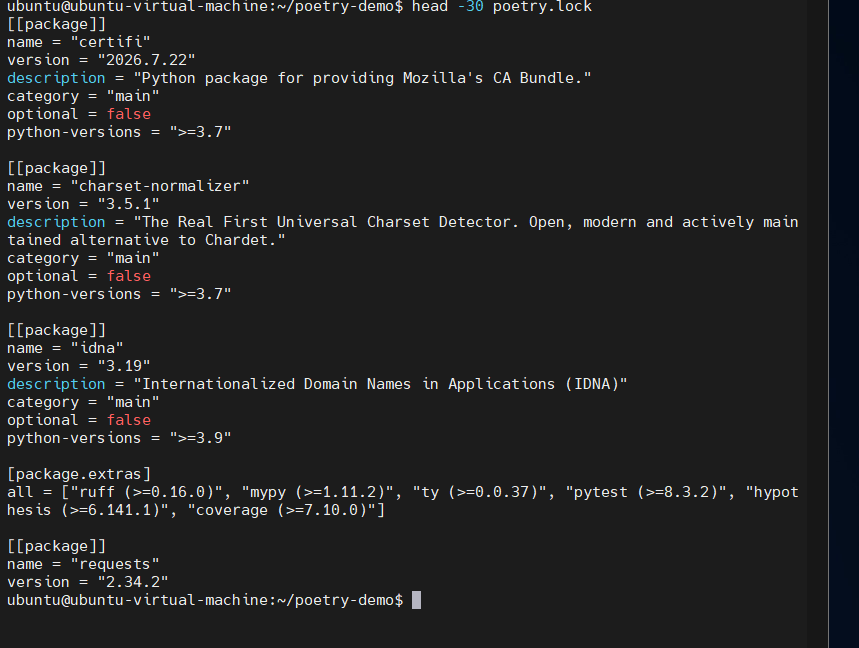 ubuntu@ubuntu-virtual-machine:~/poetry-demo$ head -30 poetry.lock
[[package]]
name = "certifi"
version = "2026.7.22"
description = "Python package for providing Mozilla's CA Bundle."
category = "main"
optional = false
python-versions = ">=3.7"

[[package]]
name = "charset-normalizer"
version = "3.5.1"
description = "The Real First Universal Charset Detector. Open, modern and actively main
tained alternative to Chardet."
category = "main"
optional = false
python-versions = ">=3.7"

[[package]]
name = "idna"
version = "3.19"
description = "Internationalized Domain Names in Applications (IDNA)"
category = "main"
optional = false
python-versions = ">=3.9"

[package.extras]
all = ["ruff (>=0.16.0)", "mypy (>=1.11.2)", "ty (>=0.0.37)", "pytest (>=8.3.2)", "hypot
hesis (>=6.141.1)", "coverage (>=7.10.0)"]

[[package]]
name = "requests"
version = "2.34.2"
ubuntu@ubuntu-virtual-machine:~/poetry-demo$